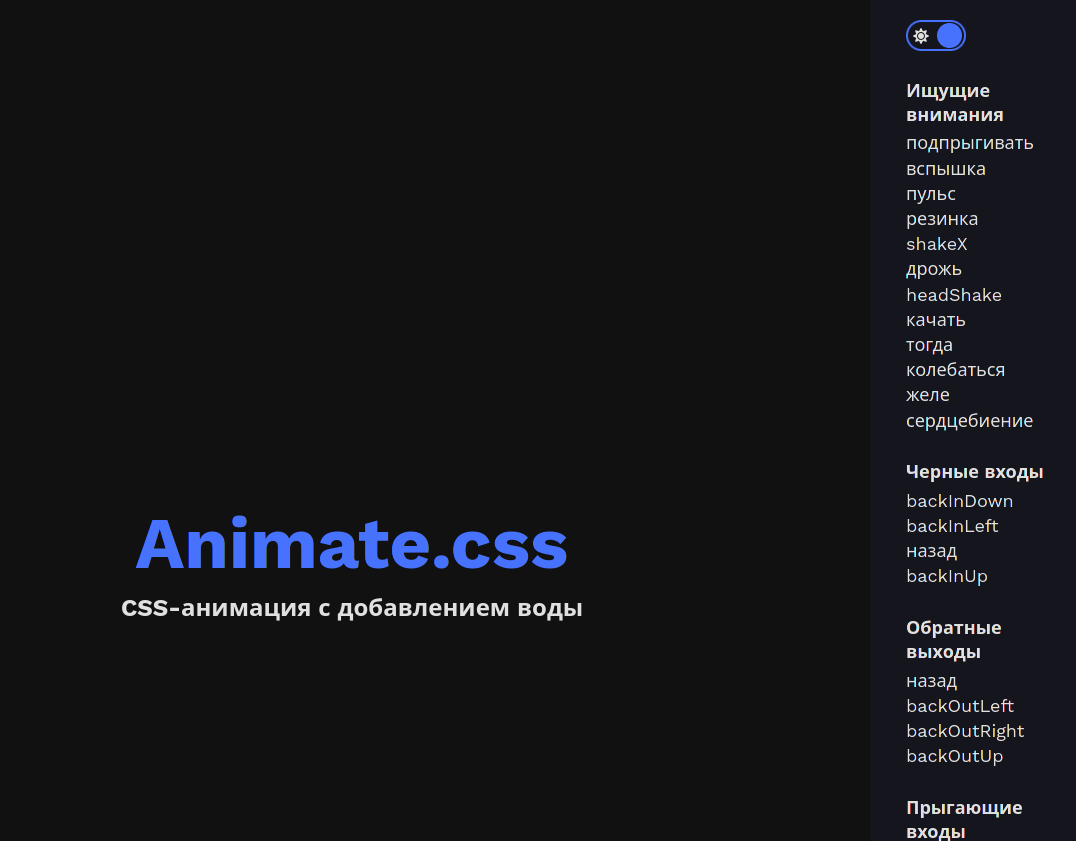 Animate.css
CSS-анимация с добавлением воды
Ищущие
внимания
подпрыгивать
вспышка
пульс
резинка
shakeX
дрожь
headShake
качать
тогда
колебаться
желе
сердцебиение
Черные входы
backInDown
backInLeft
назад
backInUp
Обратные
выходы
назад
backOutLeft
backOutRight
backOutUp
Прыгающие
входы